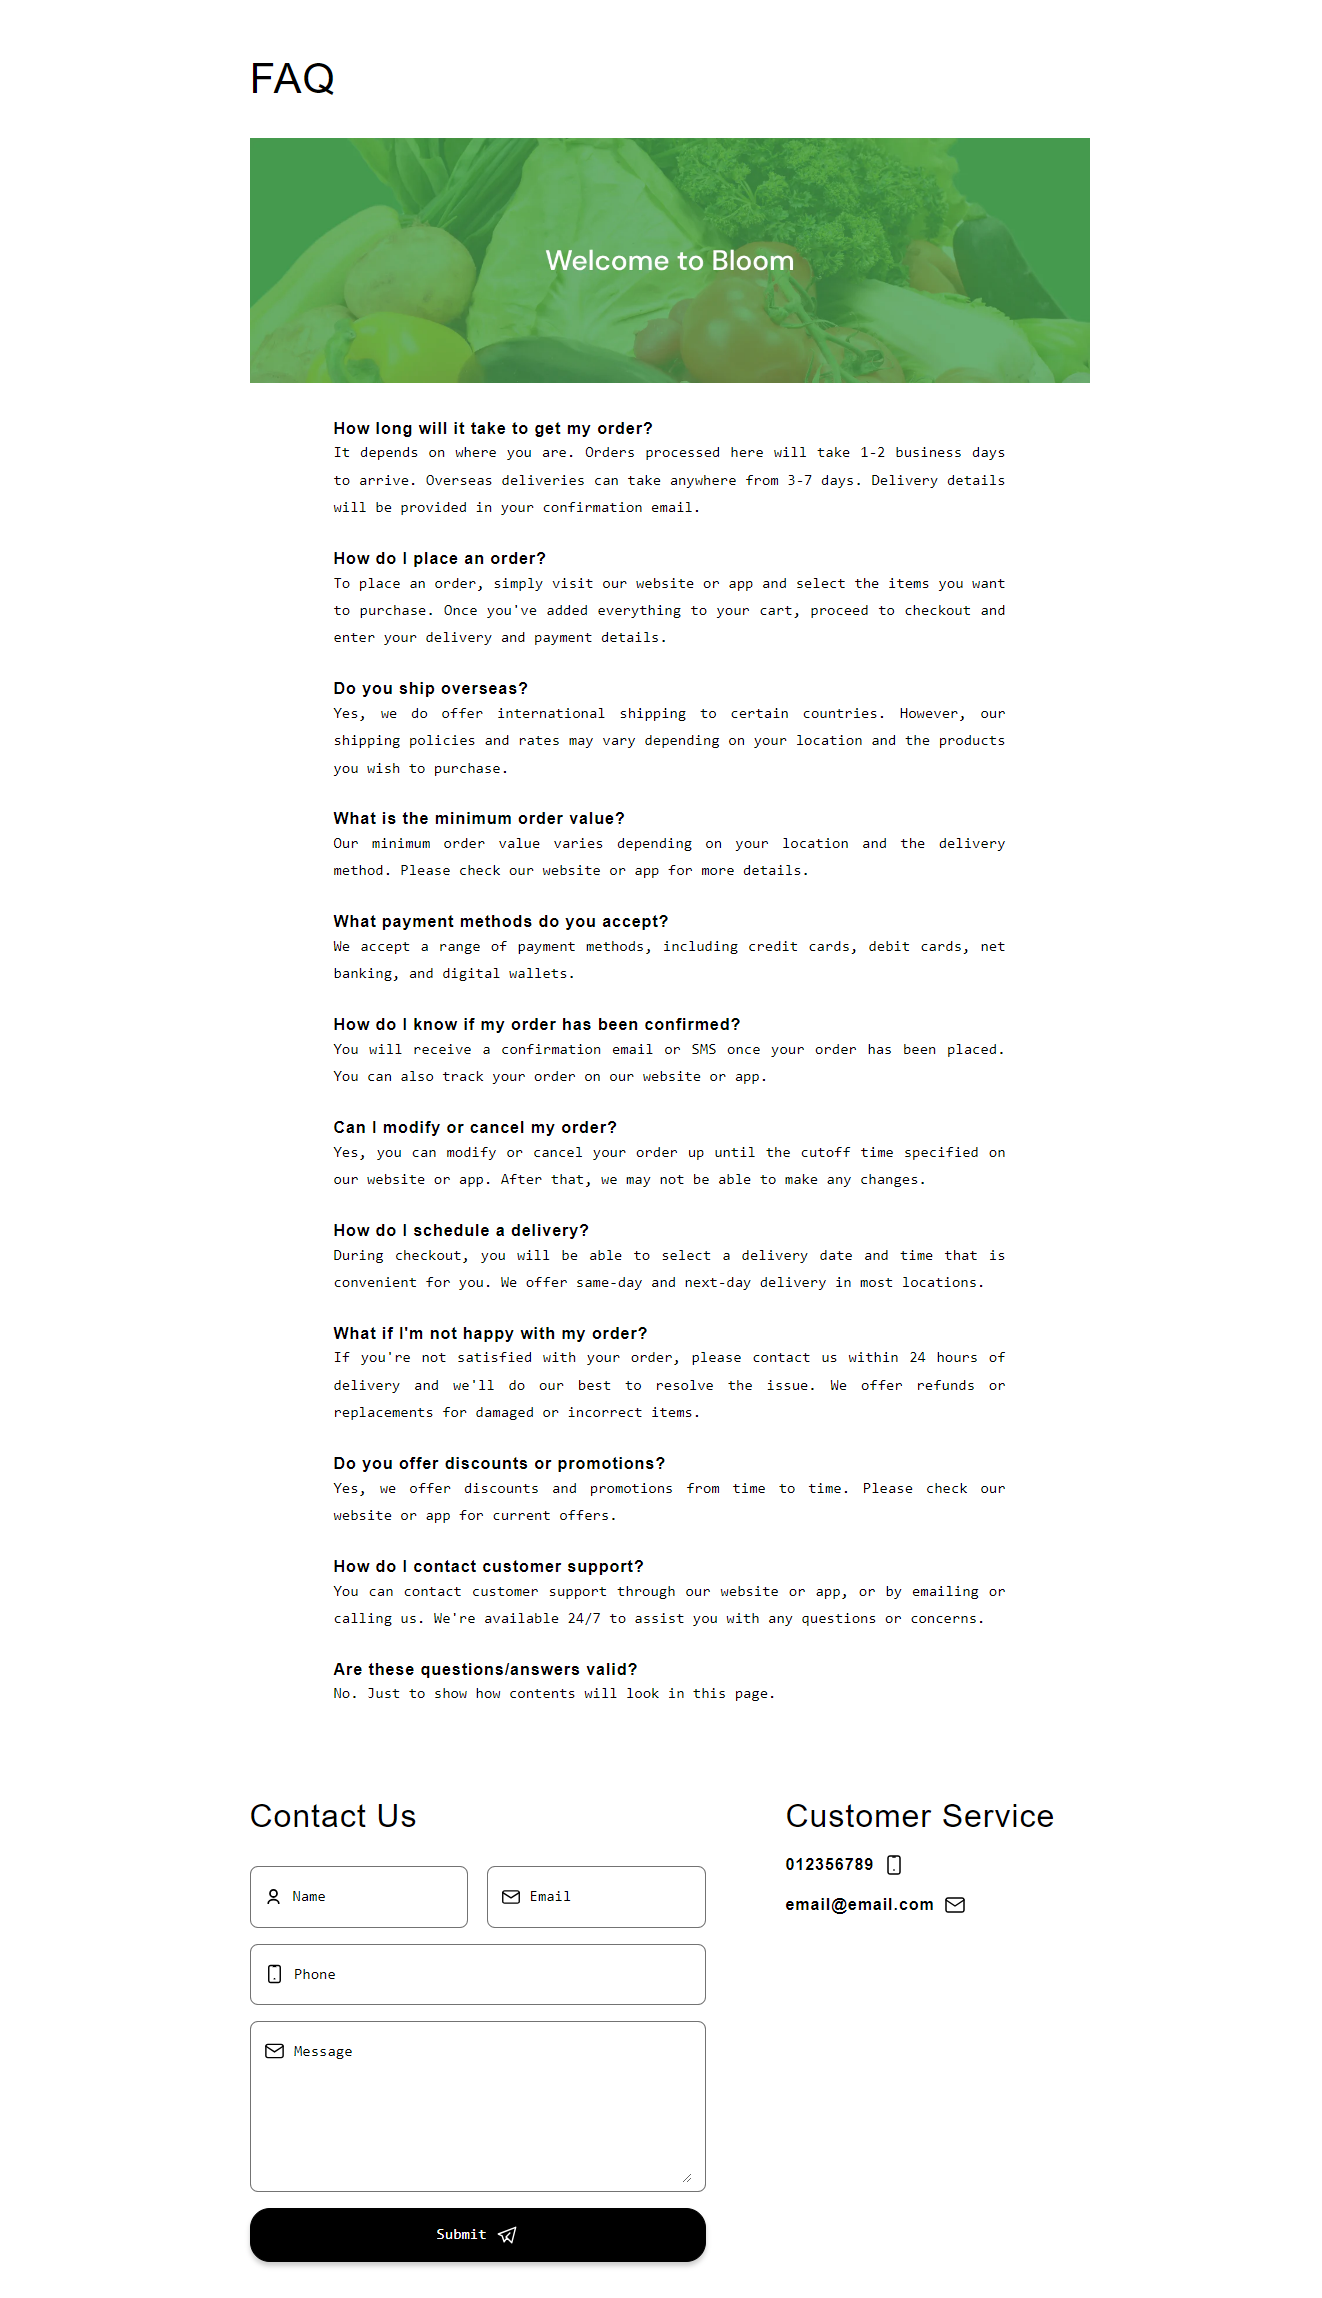 FAQ
Welcome to Bloom
How long will it take to get my order?
It depends on where you are. Orders processed here will take 1-2 business days
to arrive. Overseas deliveries can take anywhere from 3-7 days. Delivery details
will be provided in your confirmation email.
How do I place an order?
To place an order, simply visit our website or app and select the items you want
to purchase. Once you've added everything to your cart, proceed to checkout and
enter your delivery and payment details.
Do you ship overseas?
Yes, we do offer international shipping to certain countries. However, our
shipping policies and rates may vary depending on your location and the products
you wish to purchase.
What is the minimum order value?
Our minimum order value varies depending on your location and the delivery
method. Please check our website or app for more details.
What payment methods do you accept?
We accept a range of payment methods, including credit cards, debit cards, net
banking, and digital wallets.
How do I know if my order has been confirmed?
You will receive a confirmation email or SMS once your order has been placed.
You can also track your order on our website or app.
Can I modify or cancel my order?
Yes, you can modify or cancel your order up until the cutoff time specified on
our website or app. After that, we may not be able to make any changes.
How do I schedule a delivery?
During checkout, you will be able to select a delivery date and time that is
convenient for you. We offer same-day and next-day delivery in most locations.
What if I'm not happy with my order?
If you're not satisfied with your order, please contact us within 24 hours of
delivery and we'll do our best to resolve the issue. We offer refunds or
replacements for damaged or incorrect items.
Do you offer discounts or promotions?
Yes, we offer discounts and promotions from time to time. Please check our
website or app for current offers.
How do I contact customer support?
You can contact customer support through our website or app, or by emailing or
calling us. We're available 24/7 to assist you with any questions or concerns.
Are these questions/answers valid?
No. Just to show how contents will look in this page.
Contact Us
Name
Email
Phone
Message
Submit
Customer Service
012356789
email@email.com